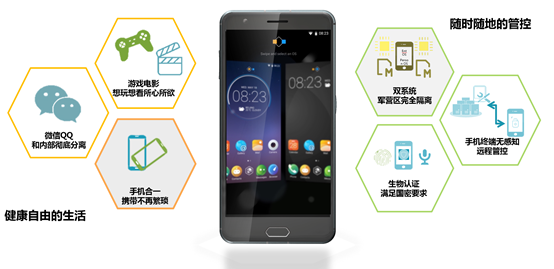 随时随地的管控
游戏电影
想玩想看所心所欲
微信QQ
和内部彻底分离
手机合一
携带不再繁琐
健康自由的生活
08:23
08:23
08:23
双系统
军营区完全隔离
手机终端无感知
远程管控
生物认证
满足国密要求